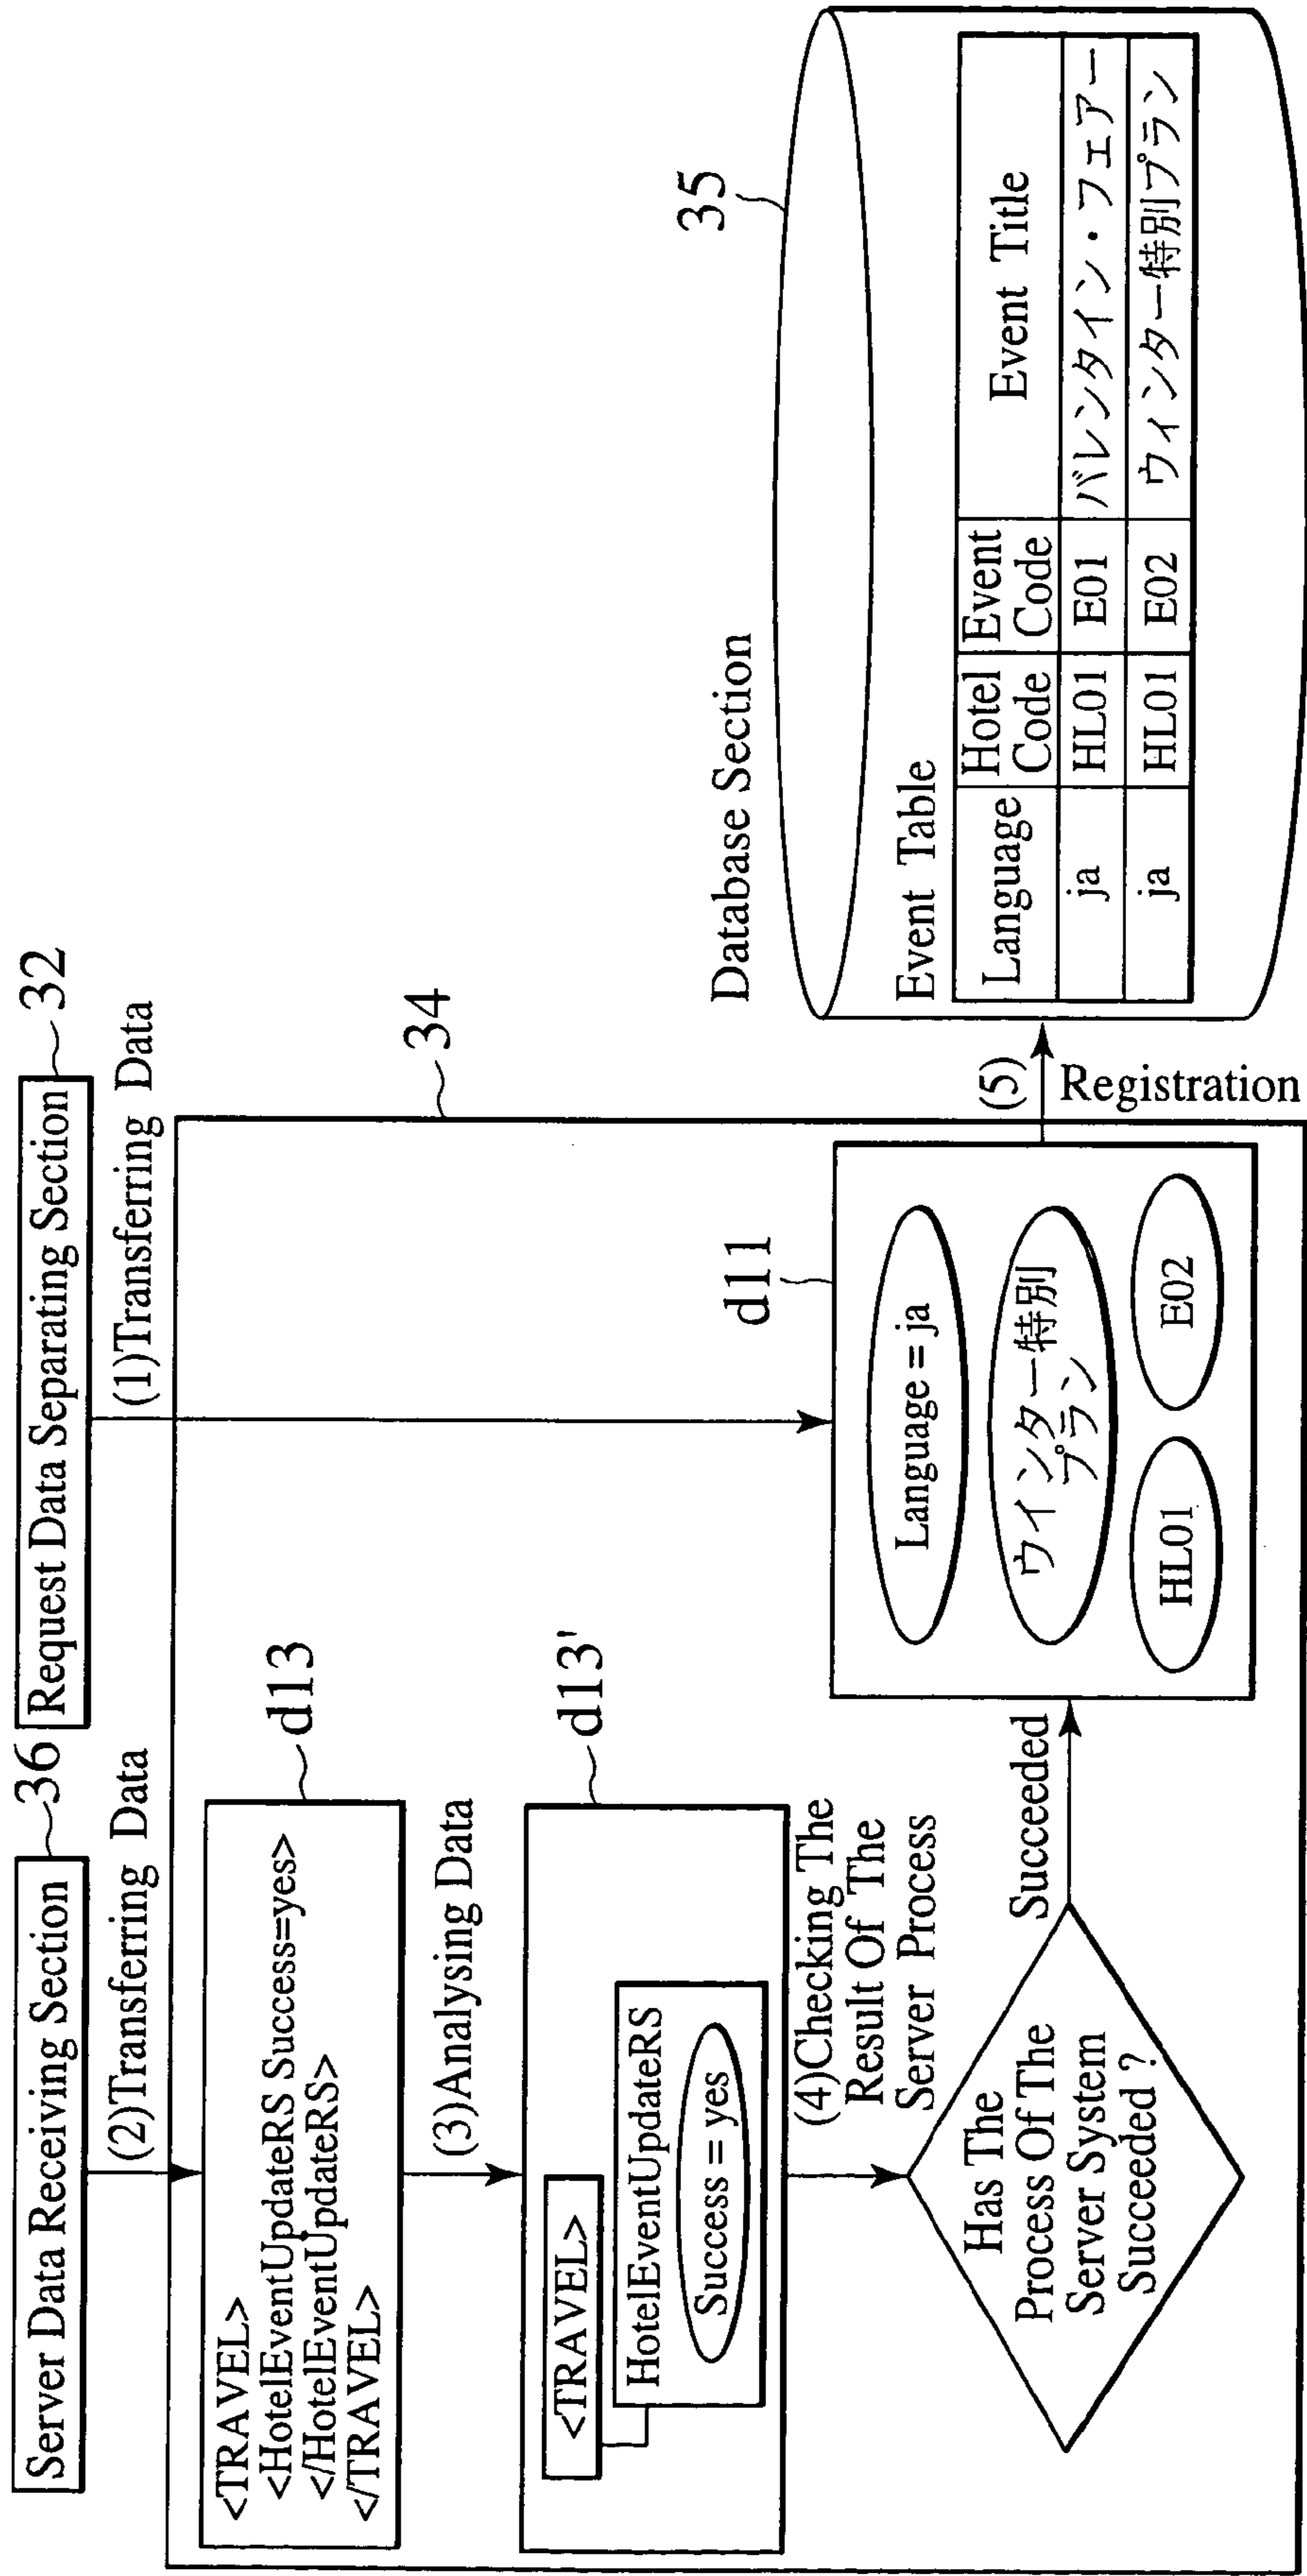 Server Data Receiving Section
36
Request Data Separating Section
32
(2)Transferring Data
(1)Transferring Data
34
<TRAVEL>
<HotelEventUpdateRS Success=yes>
</HotelEventUpdateRS>
</TRAVEL>
d13
(3)Analysing Data
<TRAVEL>
HotelEventUpdateRS
Success = yes
d13'
(4)Checking The
Result Of The
Server Process
Has The
Process Of The
Server System
Succeeded ?
Succeeded
d11
Language = ja
ウインター特別
プラン
HL01
E02
(5)
Registration
Database Section
35
Event Table
Language Hotel Code Event Code Event Title
ja HL01 E01 バレンタイン・フェアー
ja HL01 E02 ウィンター特別プラン